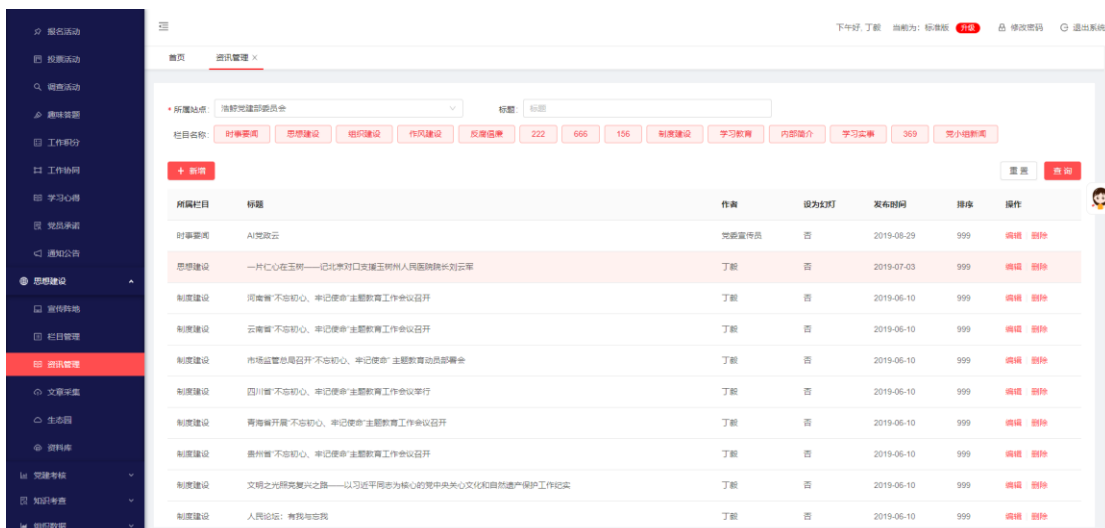 报名活动
投票活动
调查活动
趣味答题
工作积分
工作协同
学习心得
党员承诺
通知公告
思想建设
宣传阵地
栏目管理
资讯管理
文章采集
生态园
资料库
党建考核
知识考查
组织数据
下午好, 丁毅 当前为: 标准版 升级 修改密码 退出系统
首页 资讯管理 ×
* 所属站点: 浩鲸党建部委员会 标题: 标题
栏目名称: 时事要闻 思想建设 组织建设 作风建设 反腐倡廉 222 666 156 制度建设 学习教育 内部简介 学习实事 369 党小组新闻
+ 新增 重置 查询
所属栏目 标题 作者 设为幻灯 发布时间 排序 操作
时事要闻 AI党政云 党委宣传员 否 2019-08-29 999 编辑 删除
思想建设 一片仁心在玉树——记北京对口支援玉树州人民医院院长刘云军 丁毅 否 2019-07-03 999 编辑 删除
制度建设 河南省“不忘初心、牢记使命”主题教育工作会议召开 丁毅 否 2019-06-10 999 编辑 删除
制度建设 云南省“不忘初心、牢记使命”主题教育工作会议召开 丁毅 否 2019-06-10 999 编辑 删除
制度建设 市场监管总局召开“不忘初心、牢记使命” 主题教育动员部署会 丁毅 否 2019-06-10 999 编辑 删除
制度建设 四川省“不忘初心、牢记使命”主题教育工作会议举行 丁毅 否 2019-06-10 999 编辑 删除
制度建设 青海省开展“不忘初心、牢记使命”主题教育工作会议召开 丁毅 否 2019-06-10 999 编辑 删除
制度建设 贵州省“不忘初心、牢记使命”主题教育工作会议召开 丁毅 否 2019-06-10 999 编辑 删除
制度建设 文明之光照亮复兴之路——以习近平同志为核心的党中央关心文化和自然遗产保护工作纪实 丁毅 否 2019-06-10 999 编辑 删除
制度建设 人民论坛：有我与忘我 丁毅 否 2019-06-10 999 编辑 删除